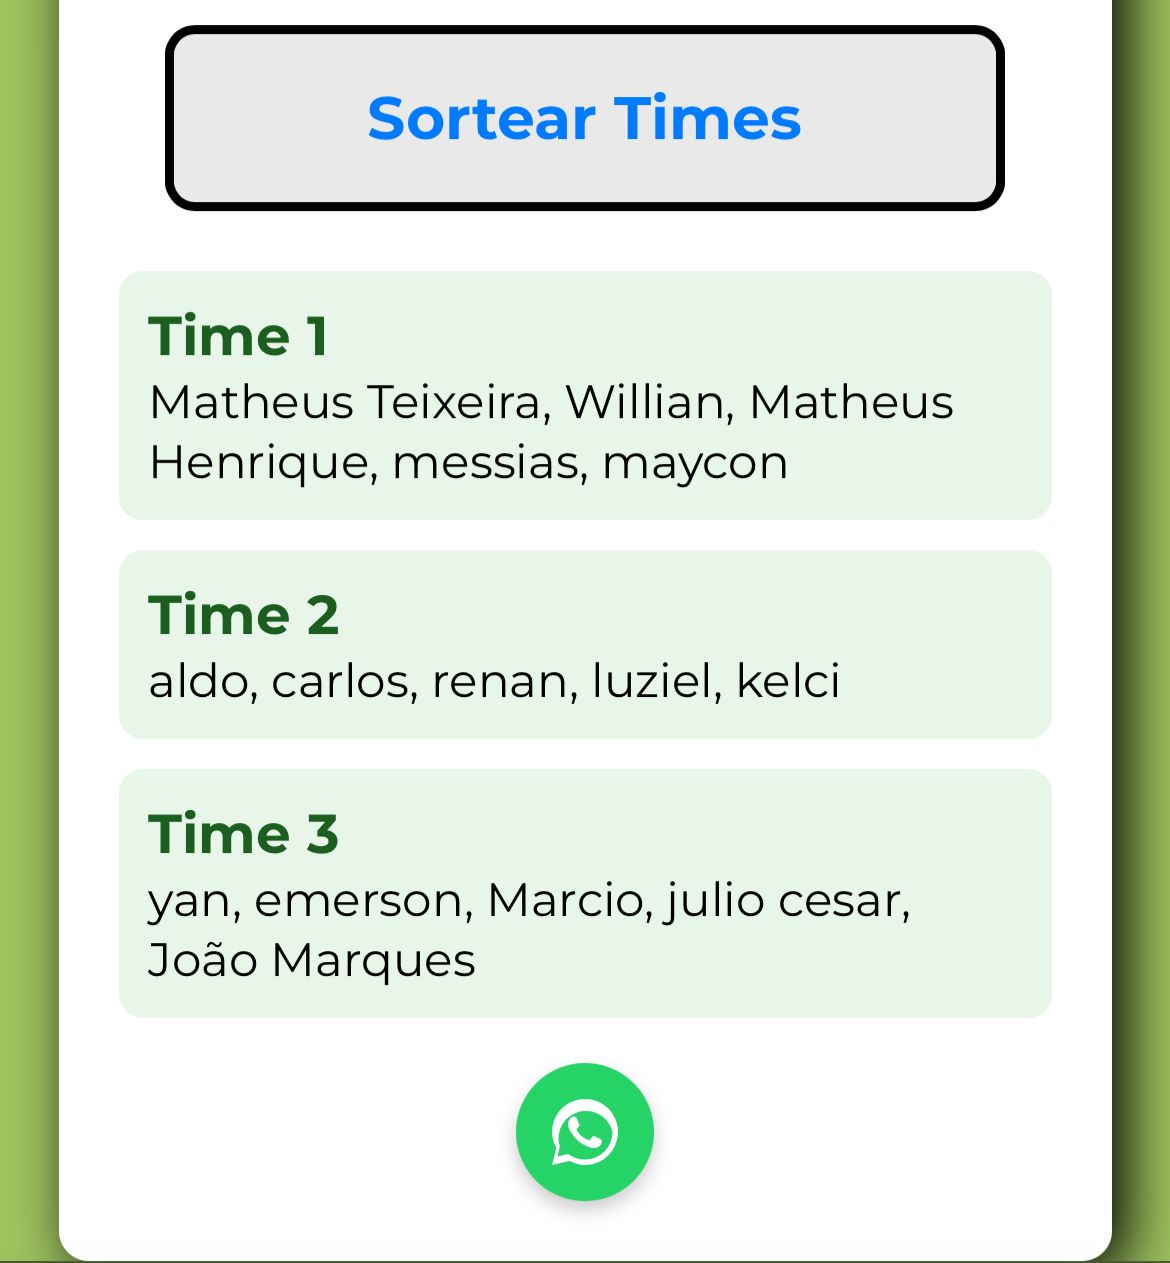 Sortear Times
Time 1
Matheus Teixeira, Willian, Matheus
Henrique, messias, maycon
Time 2
aldo, carlos, renan, luziel, kelci
Time 3
yan, emerson, Marcio, julio cesar,
João Marques